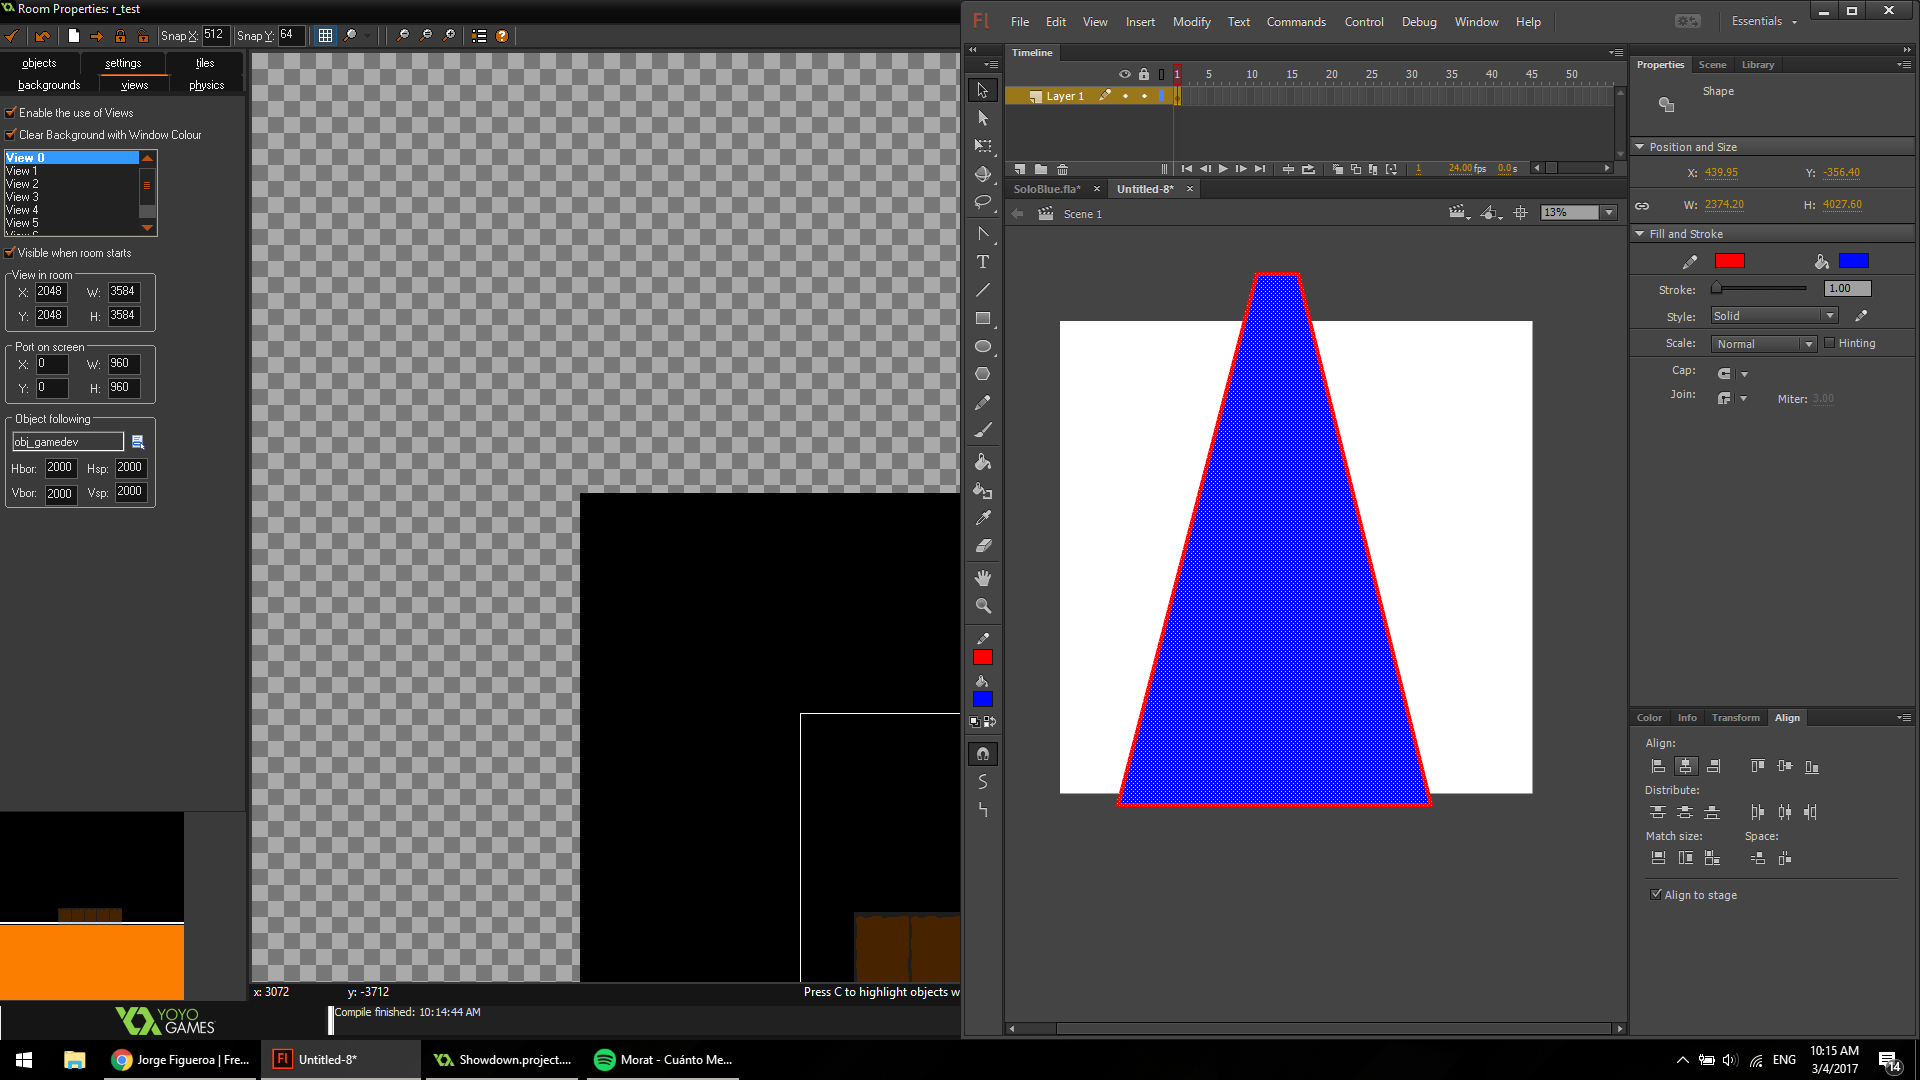 Room Properties: r_test
Snap X: 512 Snap Y: 64
objects settings tiles
backgrounds views physics
Enable the use of Views
Clear Background with Window Colour
View 0
View 1
View 2
View 3
View 4
View 5
Visible when room starts
View in room
X: 2048 W: 3584
Y: 2048 H: 3584
Port on screen
X: 0 W: 960
Y: 0 H: 960
Object following
obj_gamedev
Hbor: 2000 Hsp: 2000
Vbor: 2000 Vsp: 2000
x: 3072 y: -3712 Press C to highlight objects w
YOYO GAMES
Compile finished: 10:14:44 AM
Fl File Edit View Insert Modify Text Commands Control Debug Window Help Essentials
Timeline
1 5 10 15 20 25 30 35 40 45 50
Layer 1
1 24.00 fps 0.0 s
SoloBlue.fla* Untitled-8*
Scene 1 13%
Properties Scene Library
Shape
Position and Size
X: 439.95 Y: -356.40
W: 2374.20 H: 4027.60
Fill and Stroke
Stroke: 1.00
Style: Solid
Scale: Normal Hinting
Cap:
Join: Miter: 3.00
Color Info Transform Align
Align:
Distribute:
Match size: Space:
Align to stage
Jorge Figueroa | Fre... Fl Untitled-8* Showdown.project.... Morat - Cuánto Me... ENG 10:15 AM
3/4/2017 14